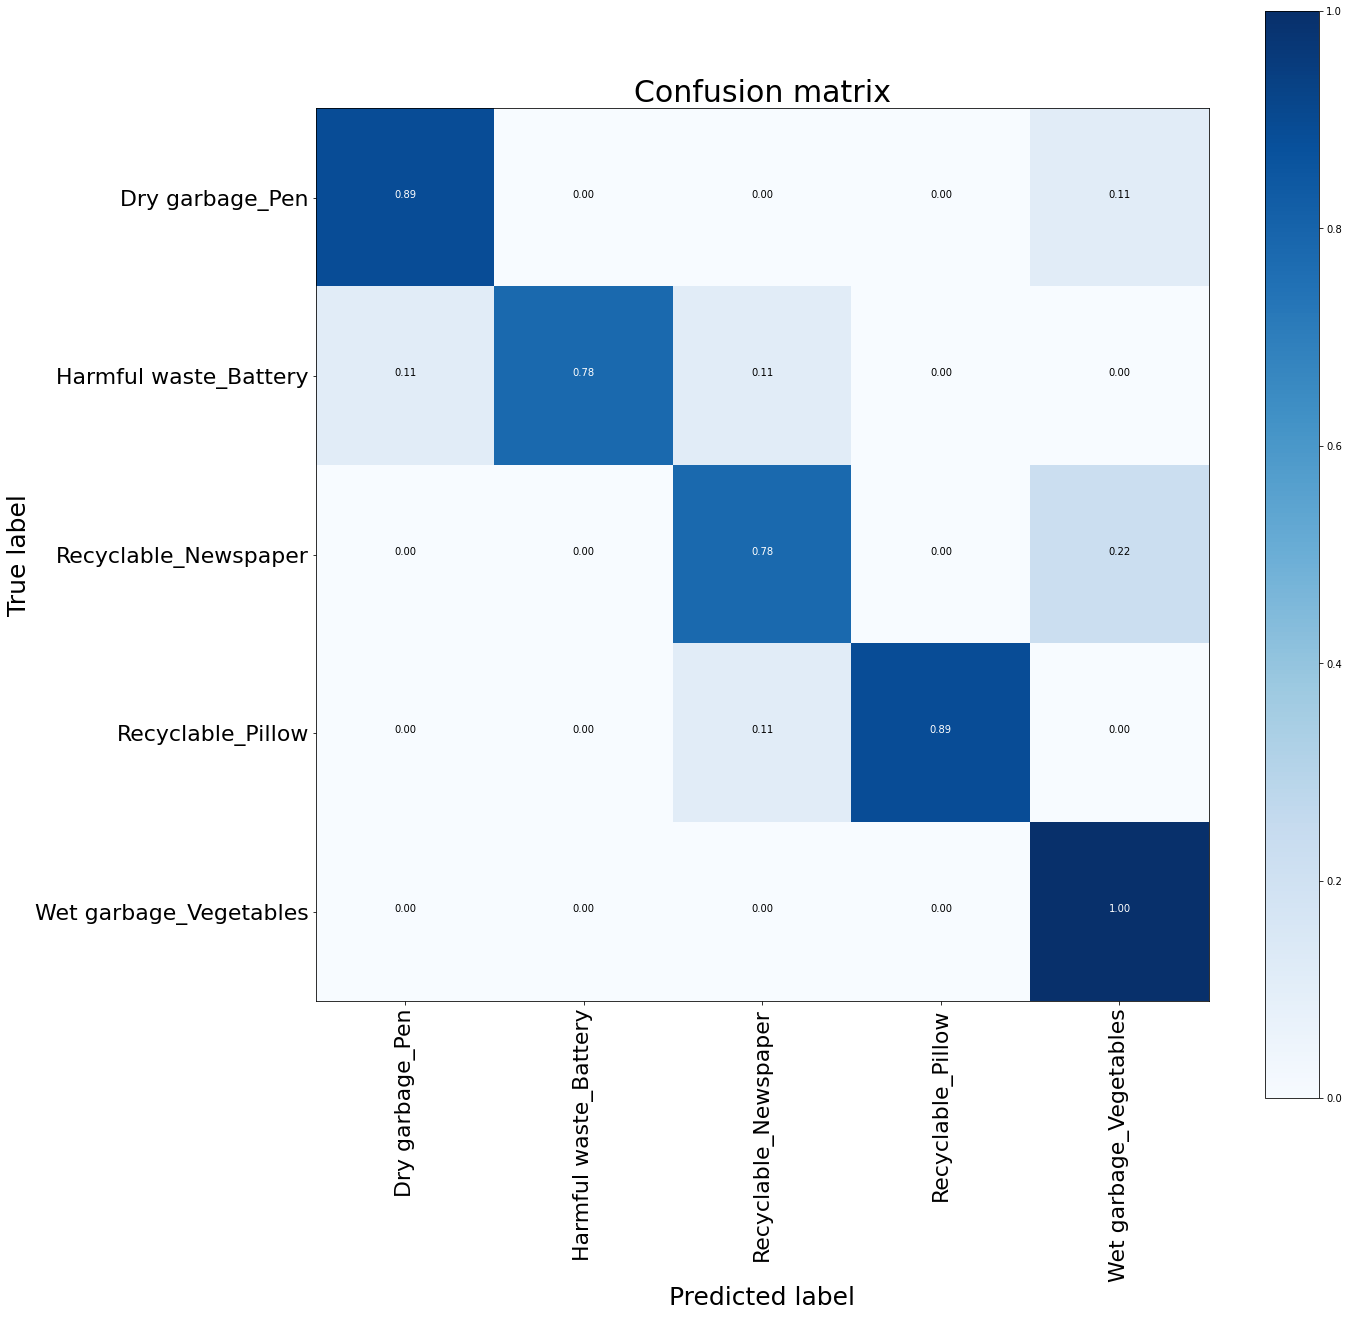 Confusion matrix
1.0
0.8
0.6
0.4
0.2
0.0
True label
Dry garbage_Pen 0.89 0.00 0.00 0.00 0.11
Harmful waste_Battery 0.11 0.78 0.11 0.00 0.00
Recyclable_Newspaper 0.00 0.00 0.78 0.00 0.22
Recyclable_Pillow 0.00 0.00 0.11 0.89 0.00
Wet garbage_Vegetables 0.00 0.00 0.00 0.00 1.00
Dry garbage_Pen
Harmful waste_Battery
Recyclable_Newspaper
Recyclable_Pillow
Wet garbage_Vegetables
Predicted label